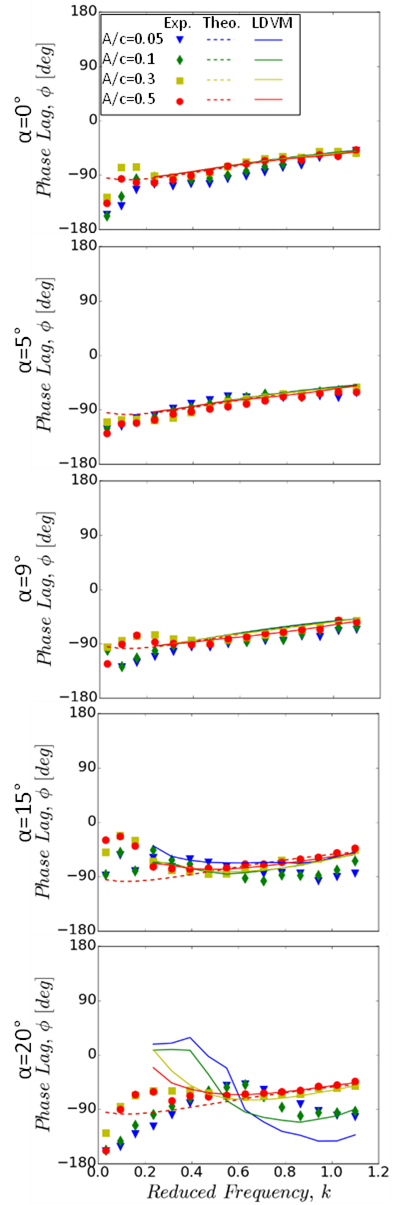 Exp. Theo. LDVM
A/c=0.05
A/c=0.1
A/c=0.3
A/c=0.5
α=0°
Phase Lag, ϕ [deg]
180
90
0
−90
−180
α=5°
Phase Lag, ϕ [deg]
180
90
0
−90
−180
α=9°
Phase Lag, ϕ [deg]
180
90
0
−90
−180
α=15°
Phase Lag, ϕ [deg]
180
90
0
−90
−180
α=20°
Phase Lag, ϕ [deg]
180
90
0
−90
−180
0.0 0.2 0.4 0.6 0.8 1.0 1.2
Reduced Frequency, k